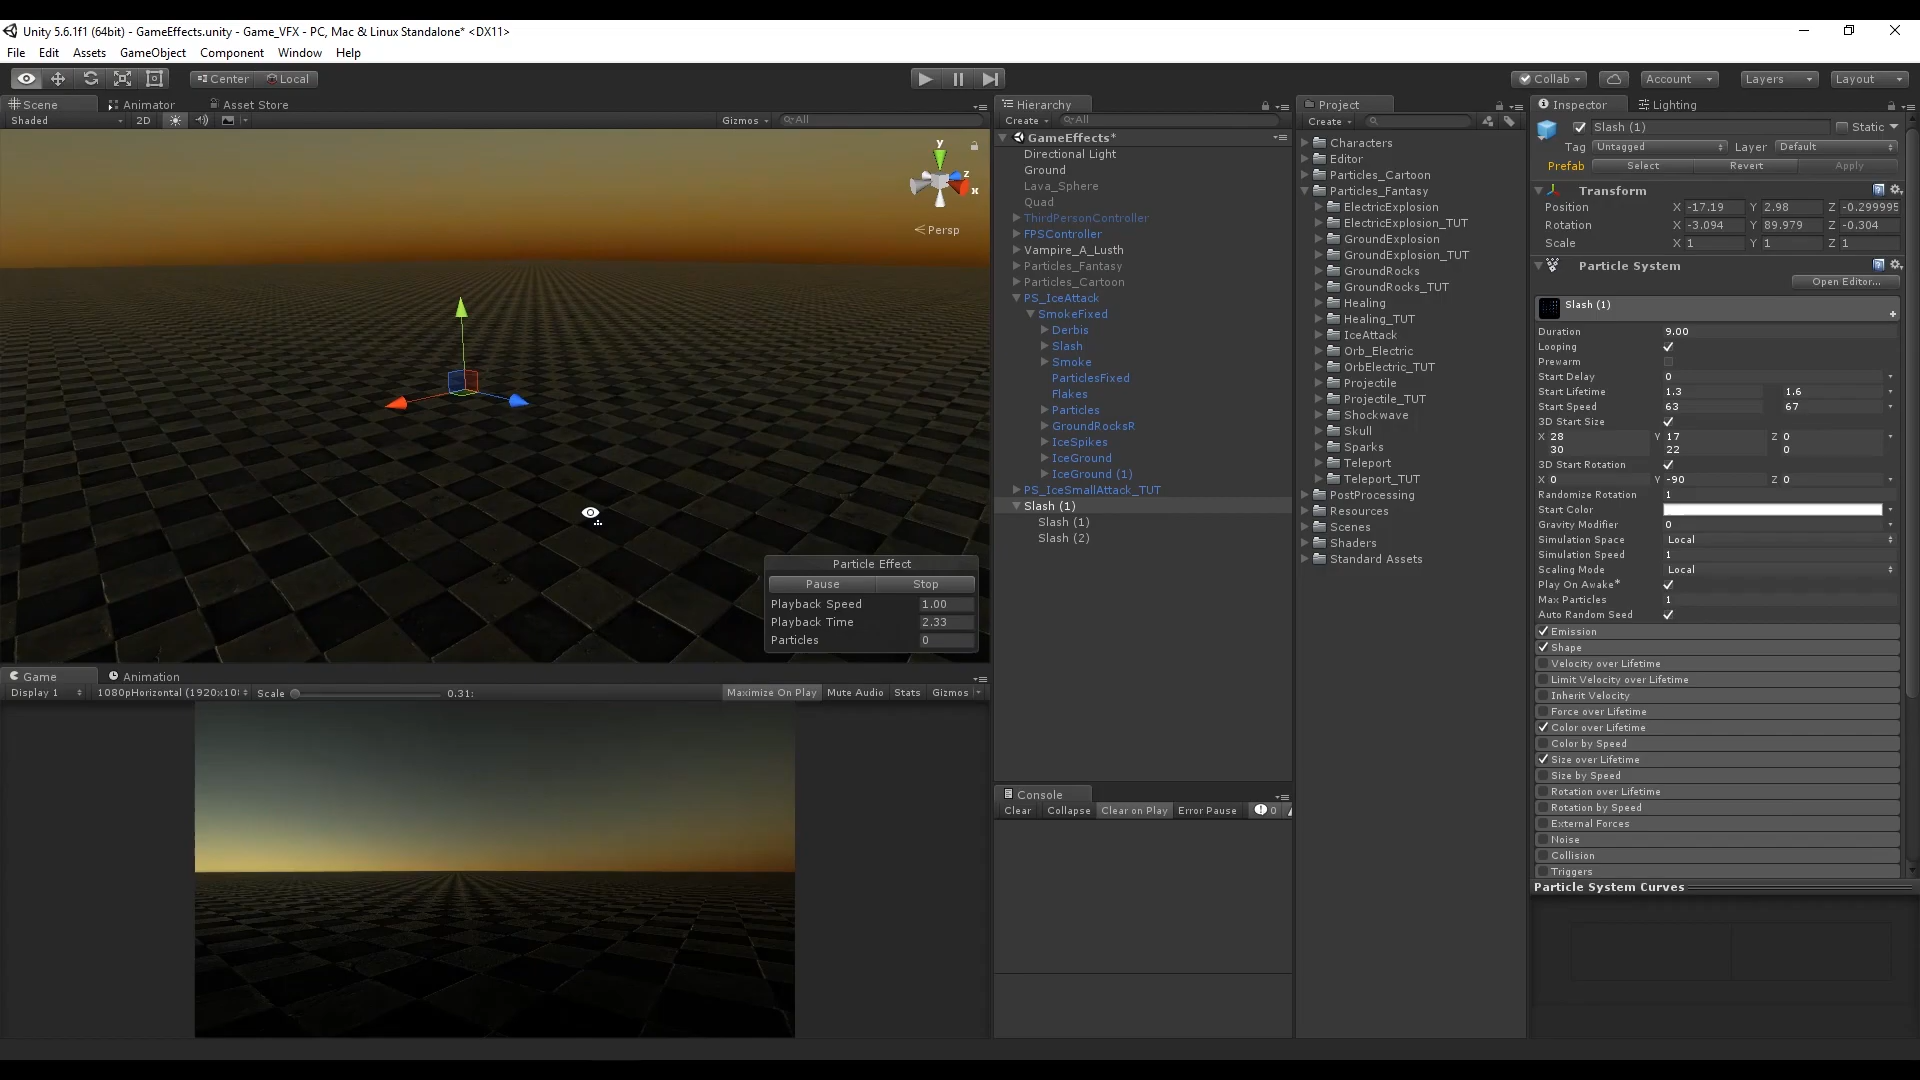 Unity 5.6.1f1 (64bit) - GameEffects.unity - Game_VFX - PC, Mac & Linux Standalone* <DX11>
File Edit Assets GameObject Component Window Help
Center Local Collab Account Layers Layout
Scene Animator Asset Store
Shaded 2D Gizmos All
y
z
x
Persp
Particle Effect
Pause Stop
Playback Speed 1.00
Playback Time 2.33
Particles 0
Game Animation
Display 1 1080pHorizontal (1920x10 Scale 0.31: Maximize On Play Mute Audio Stats Gizmos
Hierarchy
Create All
GameEffects*
Directional Light
Ground
Lava_Sphere
Quad
ThirdPersonController
FPSController
Vampire_A_Lusth
Particles_Fantasy
Particles_Cartoon
PS_IceAttack
SmokeFixed
Derbis
Slash
Smoke
ParticlesFixed
Flakes
Particles
GroundRocksR
IceSpikes
IceGround
IceGround (1)
PS_IceSmallAttack_TUT
Slash (1)
Slash (1)
Slash (2)
Console
Clear Collapse Clear on Play Error Pause 0
Project
Create
Characters
Editor
Particles_Cartoon
Particles_Fantasy
ElectricExplosion
ElectricExplosion_TUT
GroundExplosion
GroundExplosion_TUT
GroundRocks
GroundRocks_TUT
Healing
Healing_TUT
IceAttack
Orb_Electric
OrbElectric_TUT
Projectile
Projectile_TUT
Shockwave
Skull
Sparks
Teleport
Teleport_TUT
PostProcessing
Resources
Scenes
Shaders
Standard Assets
Inspector Lighting
Slash (1) Static
Tag Untagged Layer Default
Prefab Select Revert Apply
Transform
Position X -17.19 Y 2.98 Z -0.299995
Rotation X -3.094 Y 89.979 Z -0.304
Scale X 1 Y 1 Z 1
Particle System
Open Editor...
Slash (1)
Duration 9.00
Looping
Prewarm
Start Delay 0
Start Lifetime 1.3 1.6
Start Speed 63 67
3D Start Size
X 28 Y 17 Z 0
30 22 0
3D Start Rotation
X 0 Y -90 Z 0
Randomize Rotation 1
Start Color
Gravity Modifier 0
Simulation Space Local
Simulation Speed 1
Scaling Mode Local
Play On Awake*
Max Particles 1
Auto Random Seed
Emission
Shape
Velocity over Lifetime
Limit Velocity over Lifetime
Inherit Velocity
Force over Lifetime
Color over Lifetime
Color by Speed
Size over Lifetime
Size by Speed
Rotation over Lifetime
Rotation by Speed
External Forces
Noise
Collision
Triggers
Particle System Curves